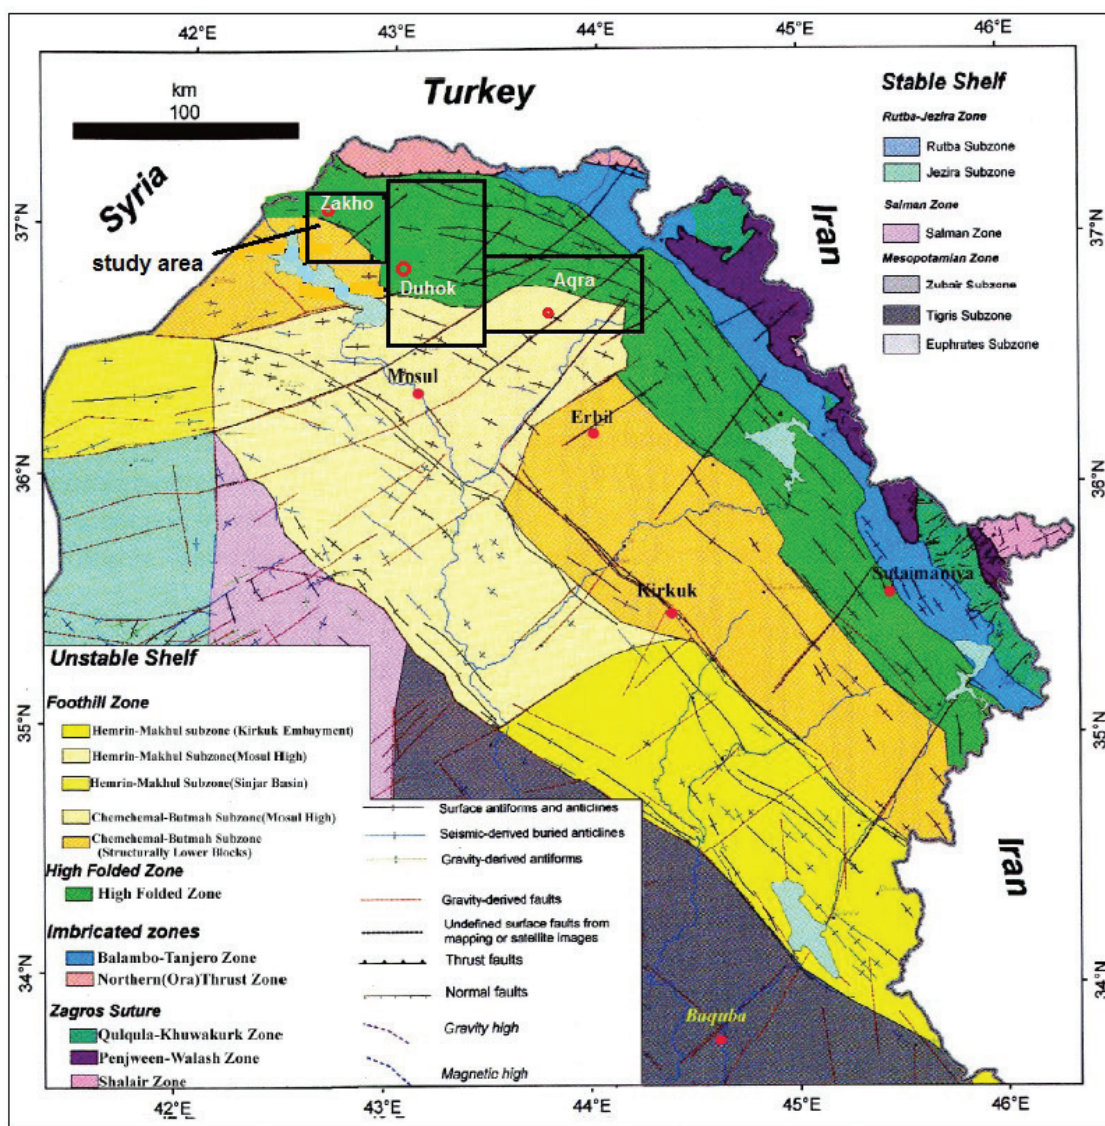 42°E 43°E 44°E 45°E 46°E
km
100
Turkey
Syria
Iran
Stable Shelf
Rutba-Jezira Zone
Rutba Subzone
Jezira Subzone
Salman Zone
Salman Zone
Mesopotamian Zone
Zubair Subzone
Tigris Subzone
Euphrates Subzone
37°N
37°N
Zakho
study area
Duhok
Aqra
Mosul
Erbil
36°N
36°N
Sulaimaniya
Kirkuk
Unstable Shelf
Foothill Zone
Hemrin-Makhul subzone (Kirkuk Embayment)
Hemrin-Makhul Subzone(Mosul High)
Hemrin-Makhul Subzone(Sinjar Basin)
Chemchemal-Butmah Subzone(Mosul High)
Chemchemal-Butmah Subzone
(Structurally Lower Blocks)
High Folded Zone
High Folded Zone
Imbricated zones
Balambo-Tanjero Zone
Northern(Ora)Thrust Zone
Zagros Suture
Qulqula-Khuwakurk Zone
Penjween-Walash Zone
Shalair Zone
Surface antiforms and anticlines
Seismic-derived buried anticlines
Gravity-derived antiforms
Gravity-derived faults
Undefined surface faults from
mapping or satellite images
Thrust faults
Normal faults
Gravity high
Magnetic high
35°N
35°N
Iran
34°N
34°N
Baquba
42°E 43°E 44°E 45°E 46°E